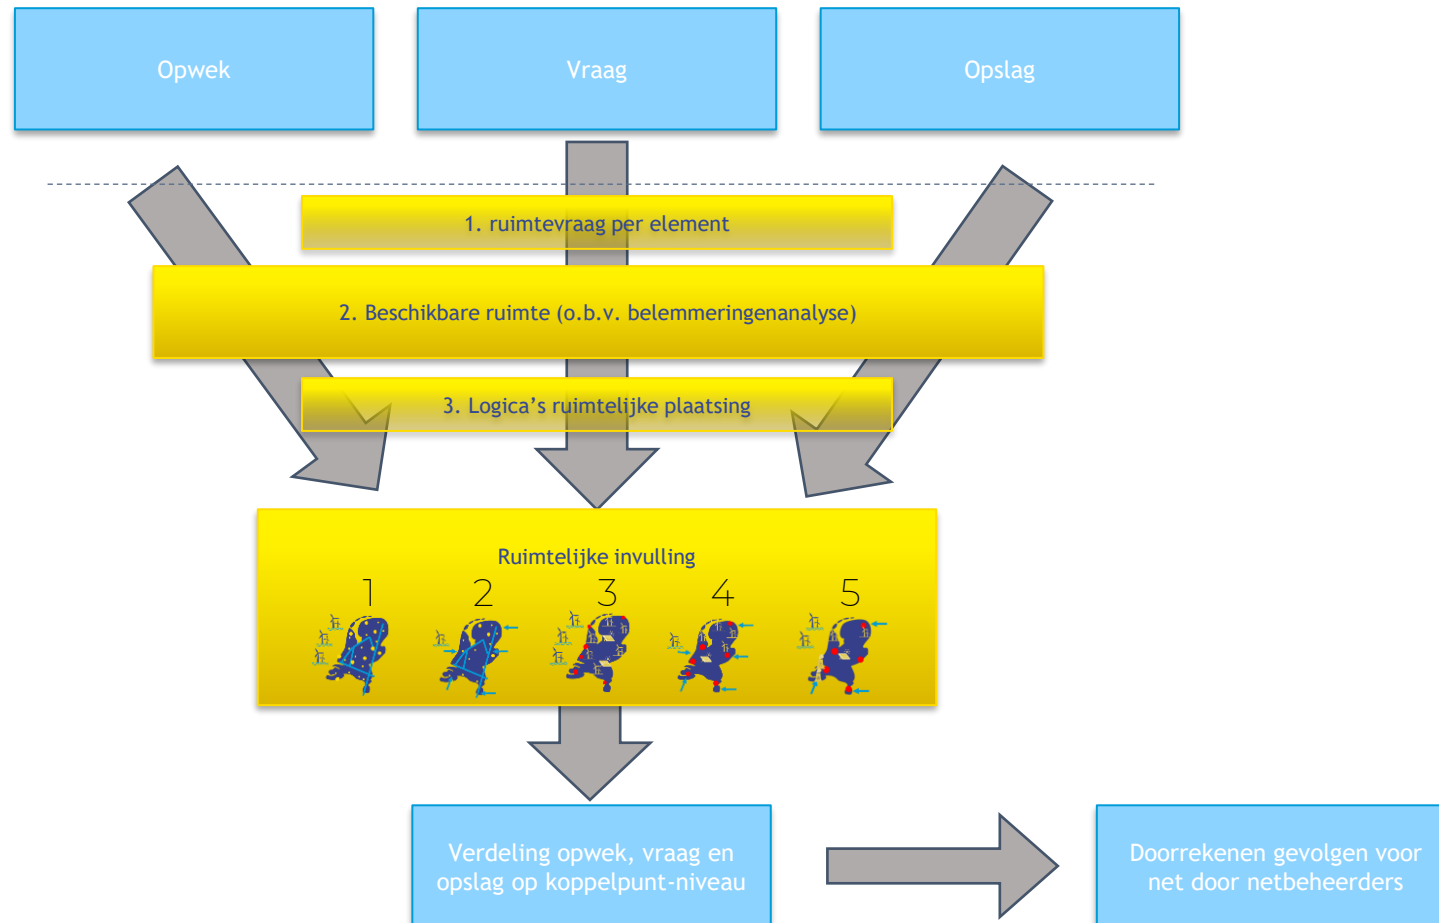 Opwek
Vraag
Opslag
1. ruimtevraag per element
2. Beschikbare ruimte (o.b.v. belemmeringenanalyse)
3. Logica’s ruimtelijke plaatsing
Ruimtelijke invulling
1 2 3 4 5
Verdeling opwek, vraag en
opslag op koppelpunt-niveau
Doorrekenen gevolgen voor
net door netbeheerders